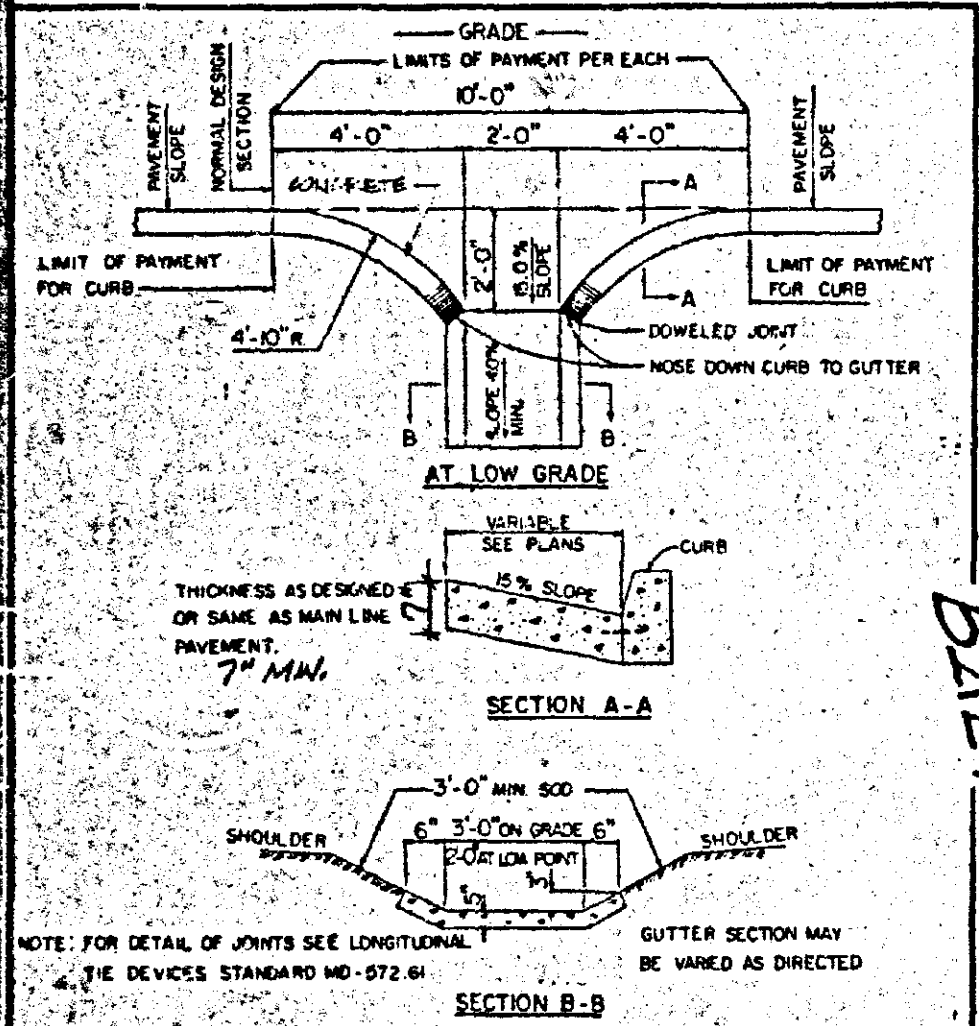 GRADE
LIMITS OF PAYMENT PER EACH
10'-0"
4'-0" 2'-0" 4'-0"
PAVEMENT
SLOPE
NORMAL DESIGN
SECTION
PAVEMENT
SLOPE
CONCRETE
A
2'-0"
15.0%
SLOPE
LIMIT OF PAYMENT
FOR CURB
LIMIT OF PAYMENT
FOR CURB
A
4'-10" R
DOWELED JOINT
NOSE DOWN CURB TO GUTTER
SLOPE 4.0%
MIN.
B B
AT LOW GRADE
VARIABLE
SEE PLANS
CURB
15% SLOPE
THICKNESS AS DESIGNED
OR SAME AS MAIN LINE
PAVEMENT.
7" MIN.
SECTION A-A
3'-0" MIN. SOD
SHOULDER
6" 3'-0" ON GRADE 6"
SHOULDER
2'-0" AT LOW POINT
3"
5"
NOTE: FOR DETAIL OF JOINTS SEE LONGITUDINAL
TIE DEVICES STANDARD MD-572.61
GUTTER SECTION MAY
BE VARIED AS DIRECTED
SECTION B-B